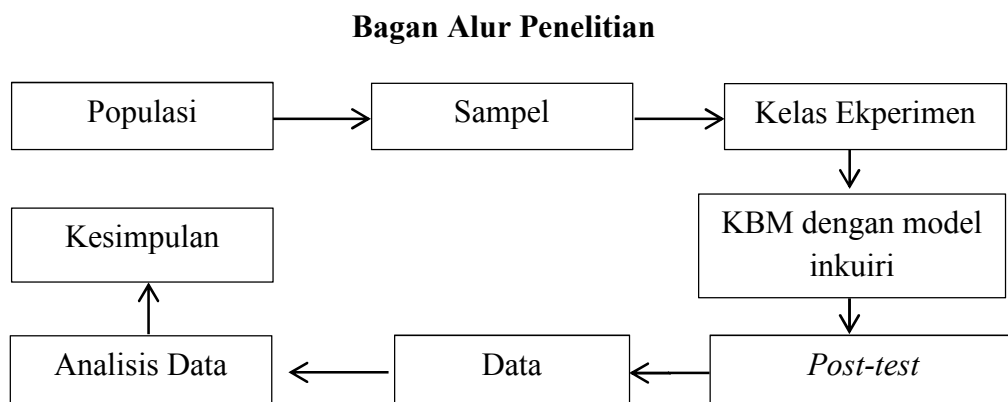 Bagan Alur Penelitian
Populasi
Sampel
Kelas Ekperimen
KBM dengan model
inkuiri
Post-test
Data
Analisis Data
Kesimpulan